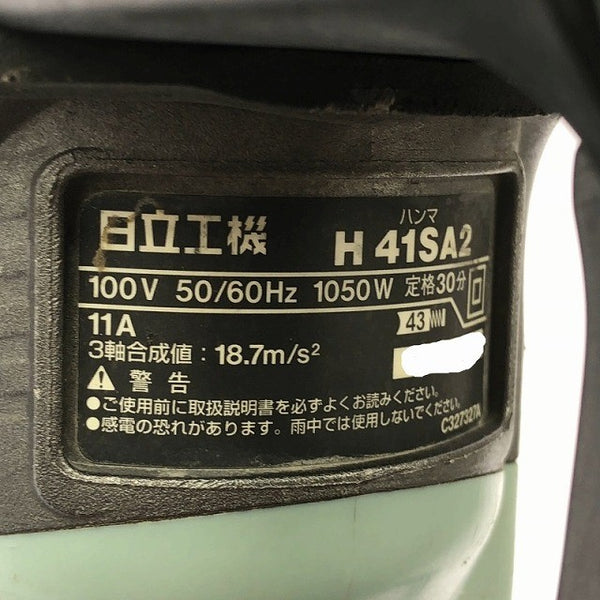 日立工機
ハンマ
H 41SA2
100V 50/60Hz 1050W 定格30分
11A
43
3軸合成値：18.7m/s²
警告
●ご使用前に取扱説明書を必ずよくお読みください。
●感電の恐れがあります。雨中では使用しないでください。
C327327A